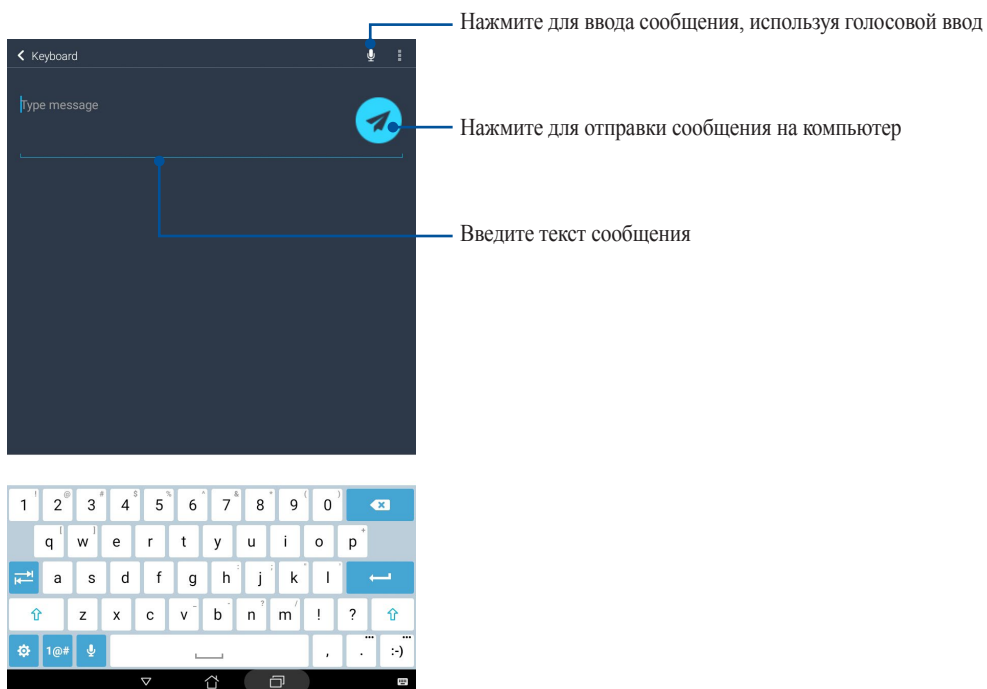 Нажмите для ввода сообщения, используя голосовой ввод
Keyboard
Type message
Нажмите для отправки сообщения на компьютер
Введите текст сообщения
1 ! 2 @ 3 # 4 $ 5 % 6 ^ 7 & 8 * 9 ( 0 )
q [ w ] e r t y u i o p +
a s d f g h : j ; k " l '
z x c v - b · n ? m / ! ?
1@# , . ... :-) ...